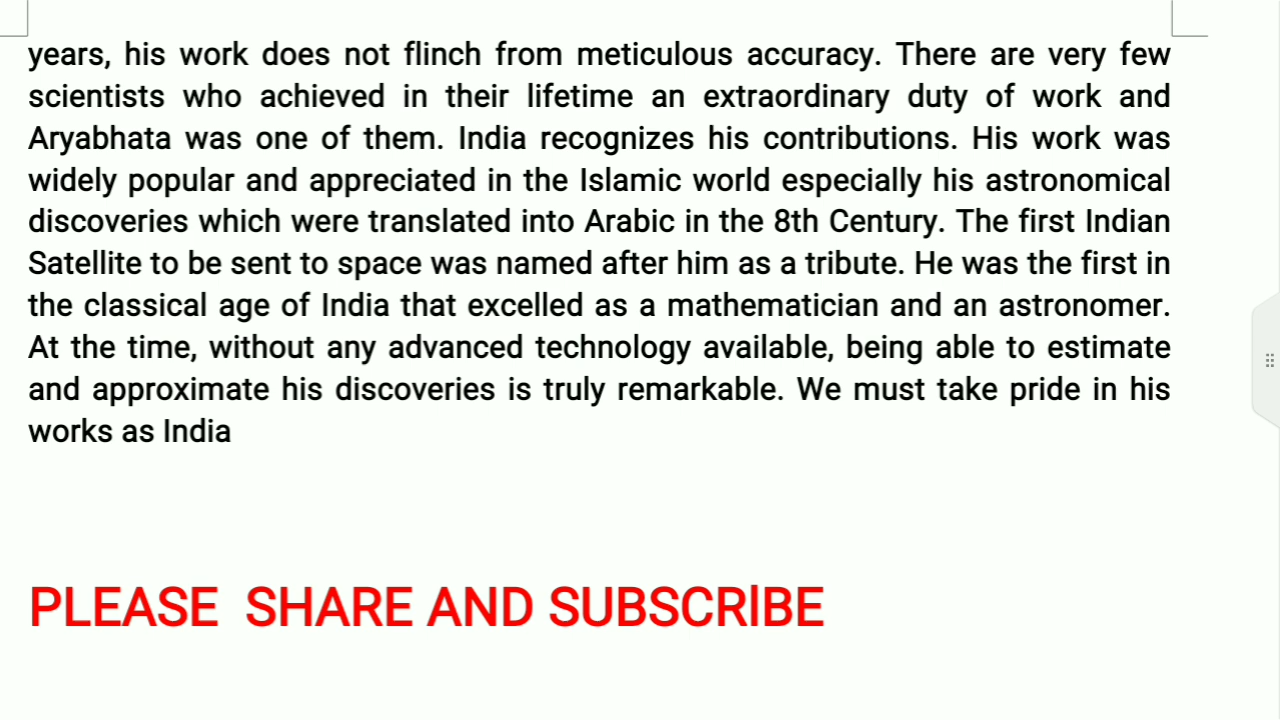 years, his work does not flinch from meticulous accuracy. There are very few
scientists who achieved in their lifetime an extraordinary duty of work and
Aryabhata was one of them. India recognizes his contributions. His work was
widely popular and appreciated in the Islamic world especially his astronomical
discoveries which were translated into Arabic in the 8th Century. The first Indian
Satellite to be sent to space was named after him as a tribute. He was the first in
the classical age of India that excelled as a mathematician and an astronomer.
At the time, without any advanced technology available, being able to estimate
and approximate his discoveries is truly remarkable. We must take pride in his
works as India
PLEASE  SHARE AND SUBSCRlBE